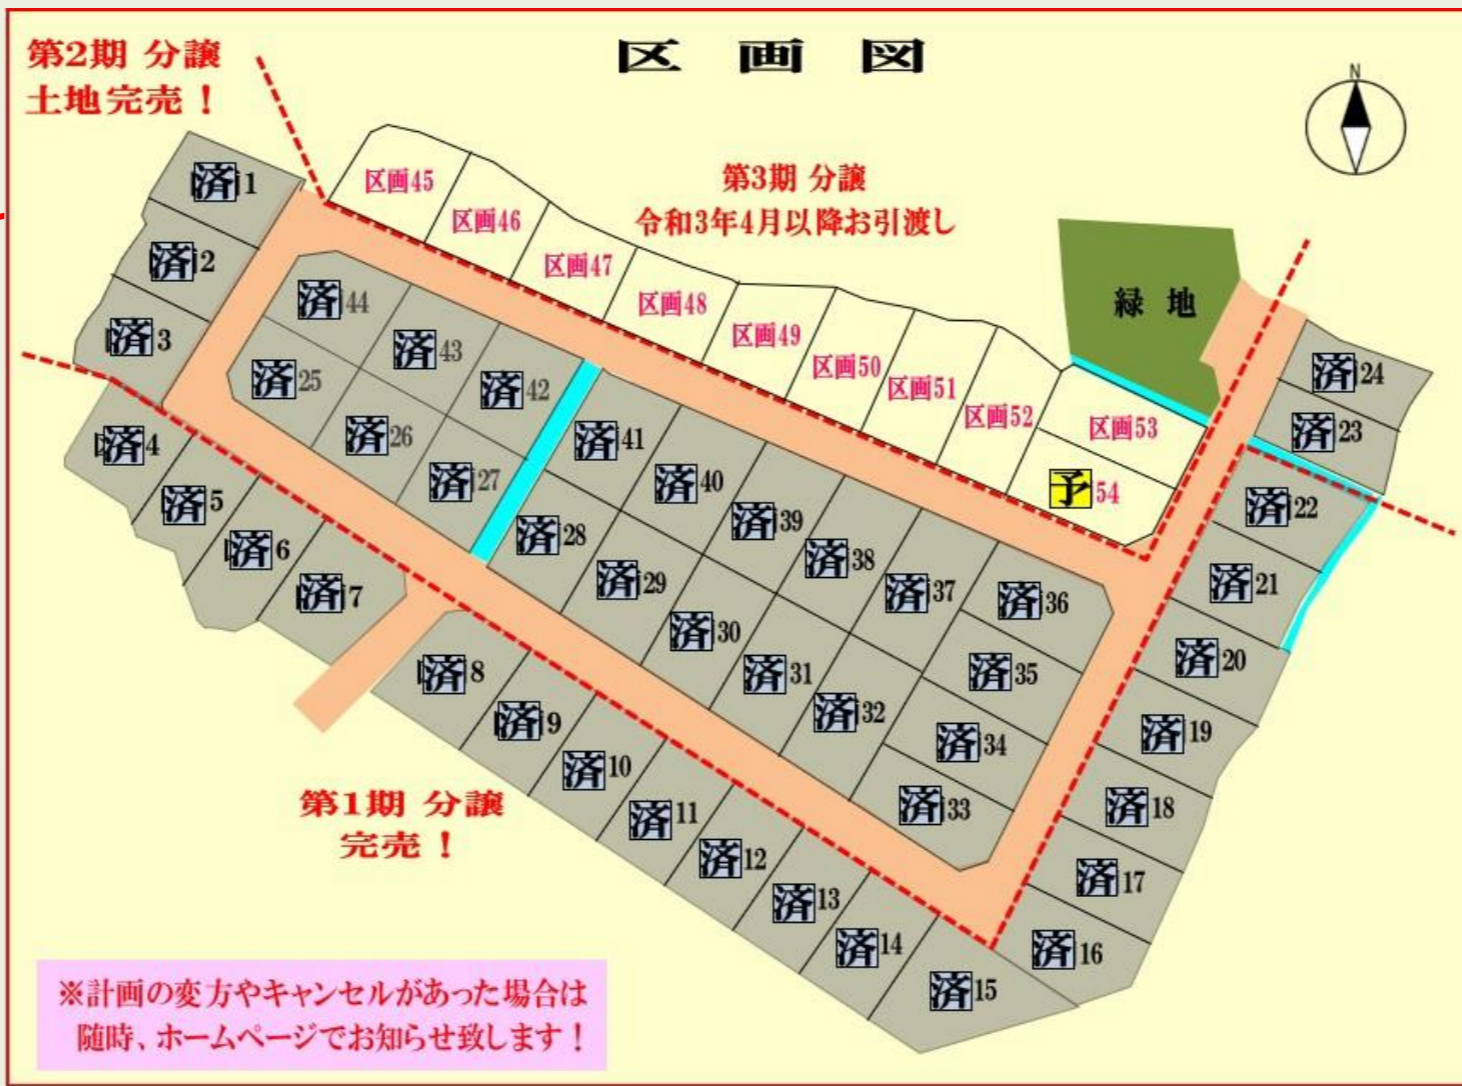 区画図
第2期 分譲
土地完売！
N
第3期 分譲
令和3年4月以降お引渡し
区画45
区画46
区画47
区画48
区画49
区画50
区画51
区画52
区画53
予54
緑地
済1
済2
済3
済44
済43
済42
済25
済26
済27
済4
済5
済6
済7
済41
済40
済39
済38
済37
済36
済28
済29
済30
済31
済32
済35
済34
済33
済24
済23
済22
済21
済20
済19
済18
済17
済16
済8
済9
済10
済11
済12
済13
済14
済15
第1期 分譲
完売！
※計画の変方やキャンセルがあった場合は
随時、ホームページでお知らせ致します！